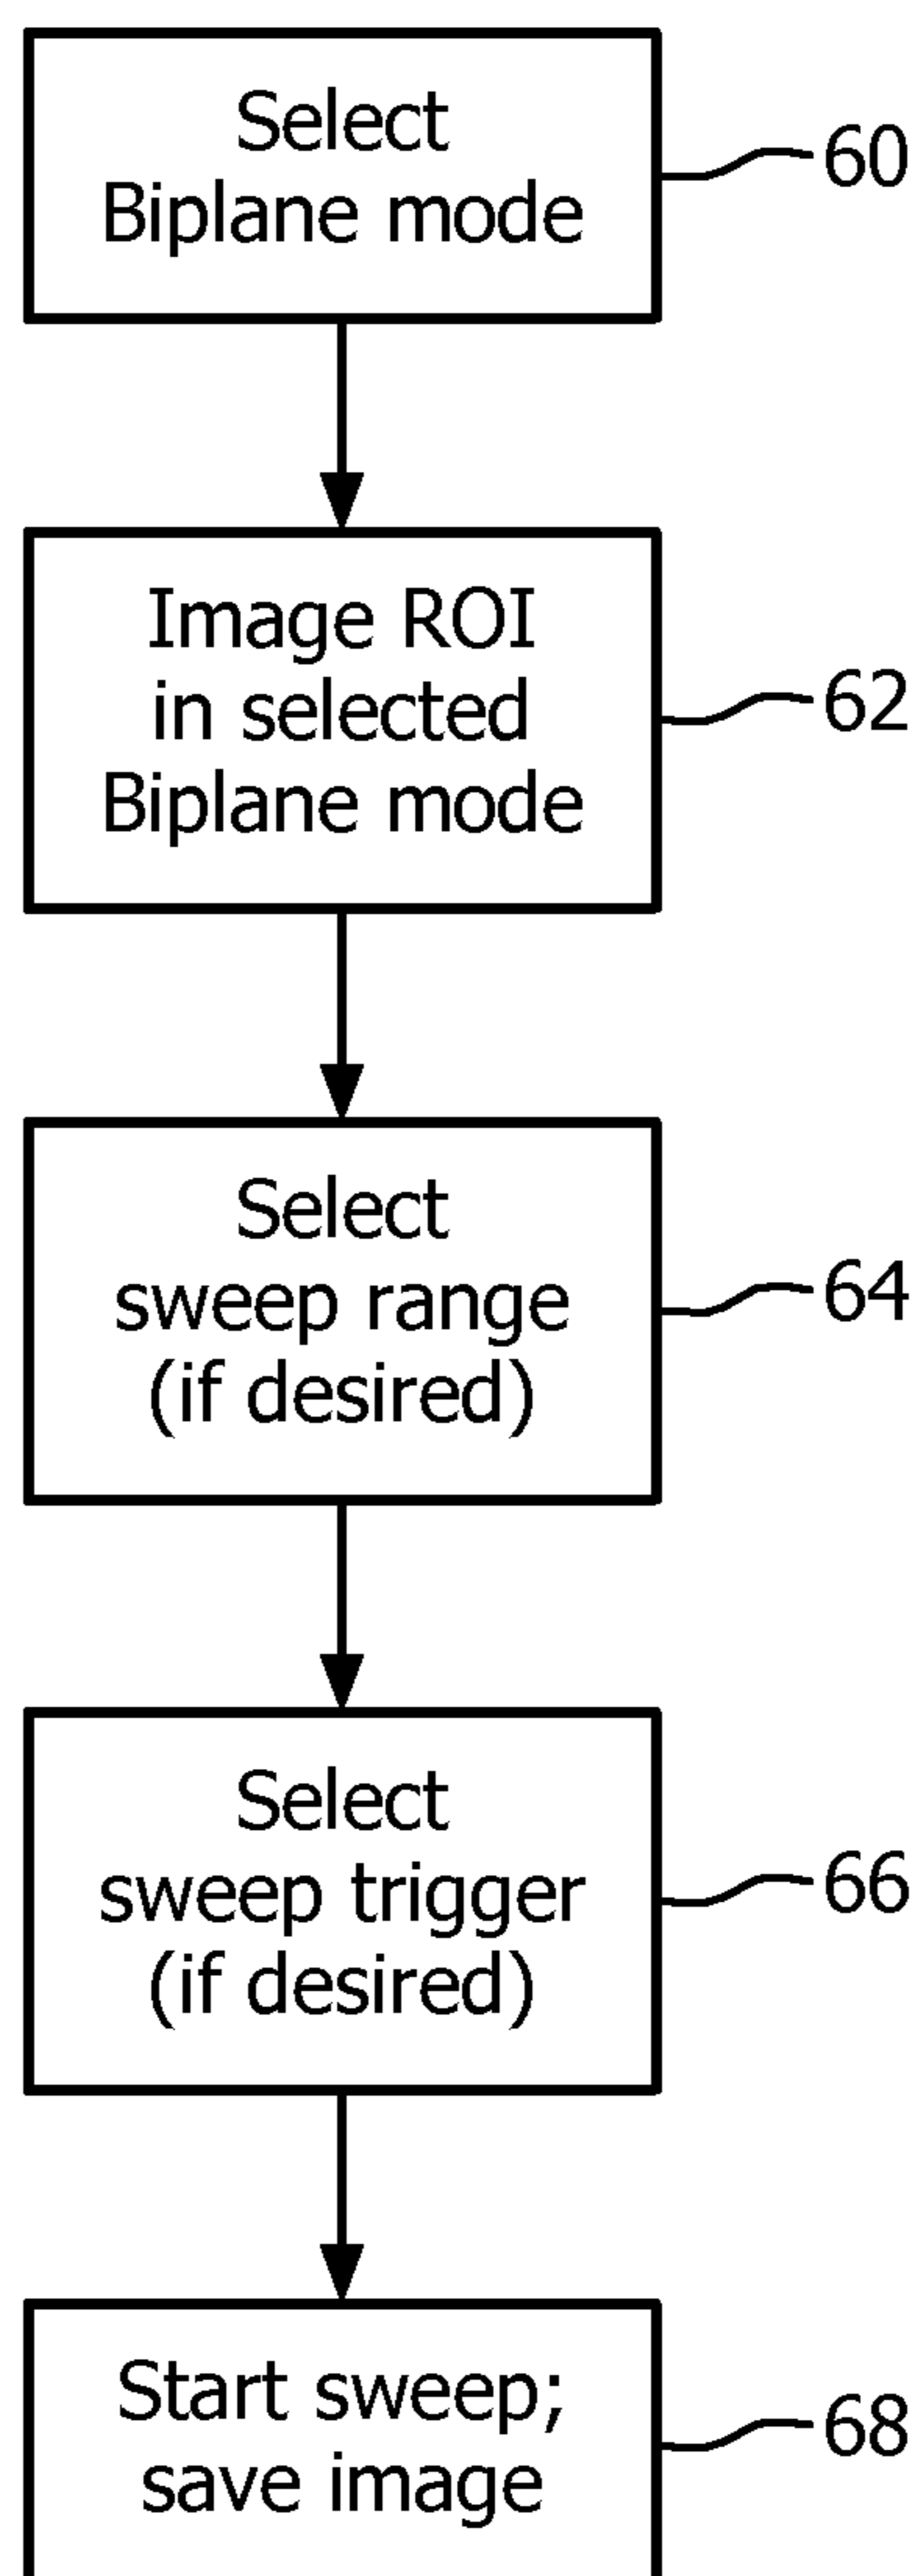 Select
Biplane mode
60
Image ROI
in selected
Biplane mode
62
Select
sweep range
(if desired)
64
Select
sweep trigger
(if desired)
66
Start sweep;
save image
68